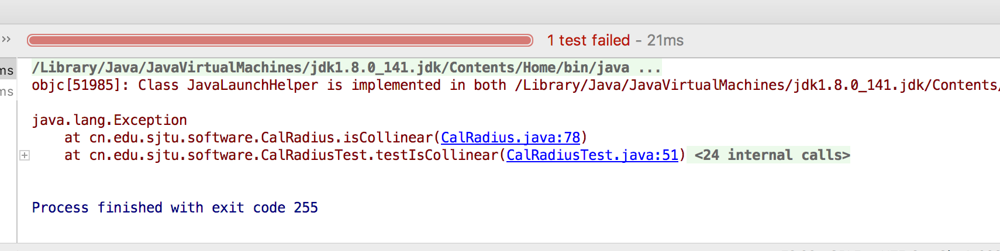 ››
1 test failed - 21ms
ms
/Library/Java/JavaVirtualMachines/jdk1.8.0_141.jdk/Contents/Home/bin/java ...
objc[51985]: Class JavaLaunchHelper is implemented in both /Library/Java/JavaVirtualMachines/jdk1.8.0_141.jdk/Contents/
ms
java.lang.Exception
at cn.edu.sjtu.software.CalRadius.isCollinear(CalRadius.java:78)
at cn.edu.sjtu.software.CalRadiusTest.testIsCollinear(CalRadiusTest.java:51) <24 internal calls>
Process finished with exit code 255